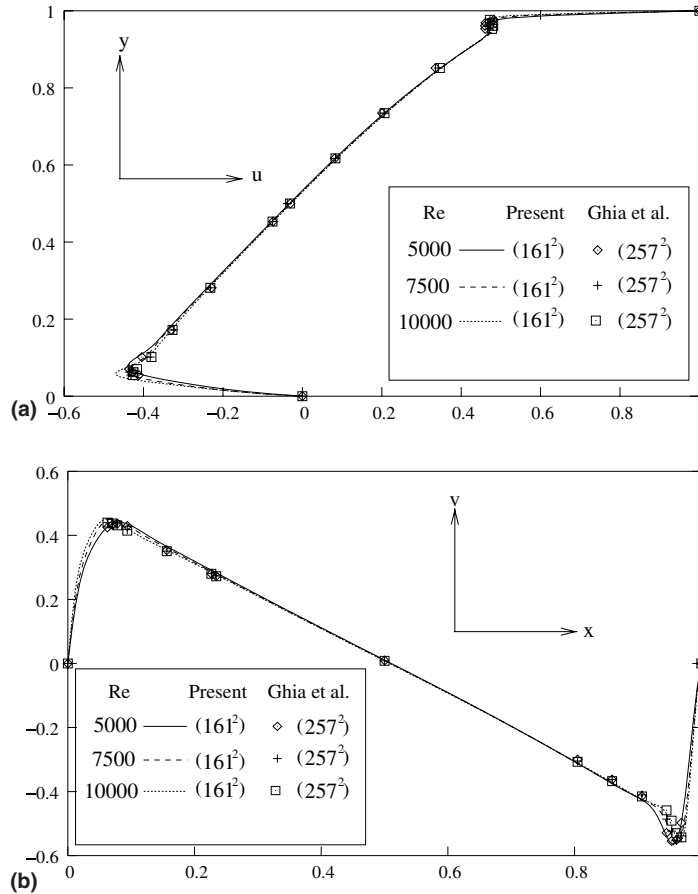 1
y
0.8
0.6
u
Re Present Ghia et al.
5000 (161²) (257²)
7500 (161²) (257²)
10000 (161²) (257²)
0.4
0.2
0
(a)
−0.6 −0.4 −0.2 0 0.2 0.4 0.6 0.8
0.6
v
0.4
0.2
x
0
Re Present Ghia et al.
5000 (161²) (257²)
7500 (161²) (257²)
10000 (161²) (257²)
−0.2
−0.4
−0.6
(b)
0 0.2 0.4 0.6 0.8